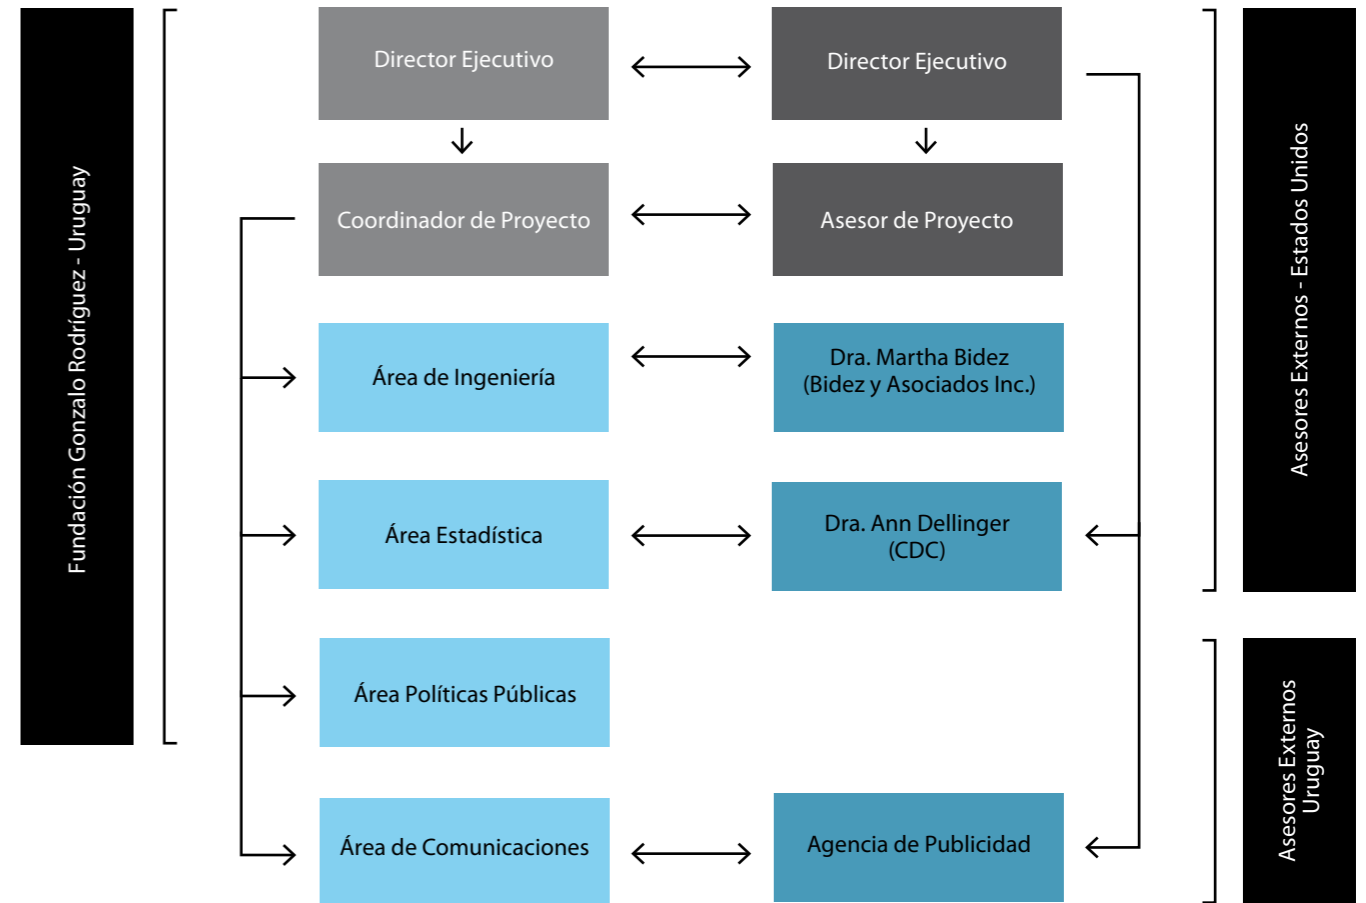 Fundación Gonzalo Rodríguez - Uruguay
Director Ejecutivo
Director Ejecutivo
Coordinador de Proyecto
Asesor de Proyecto
Área de Ingeniería
Dra. Martha Bidez
(Bidez y Asociados Inc.)
Área Estadística
Dra. Ann Dellinger
(CDC)
Área Políticas Públicas
Área de Comunicaciones
Agencia de Publicidad
Asesores Externos - Estados Unidos
Asesores Externos
Uruguay